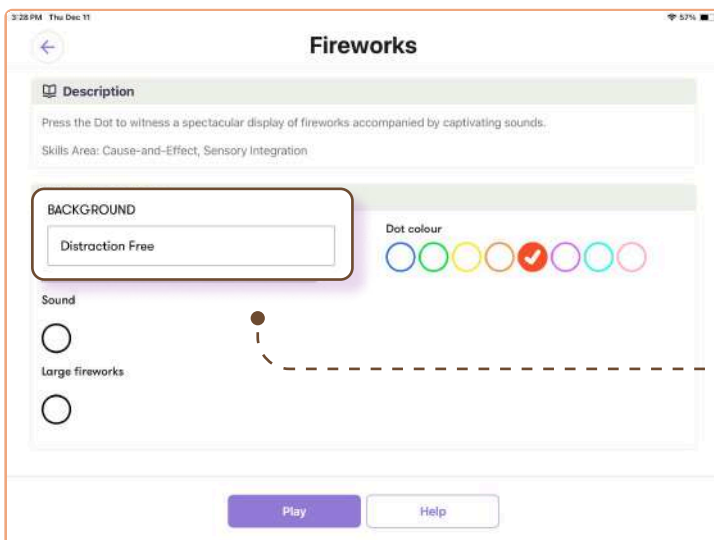 3:28 PM Thu Dec 11
57%
Fireworks
Description
Press the Dot to witness a spectacular display of fireworks accompanied by captivating sounds.
Skills Area: Cause-and-Effect, Sensory Integration
BACKGROUND
Distraction Free
Dot colour
Sound
Large fireworks
Play
Help